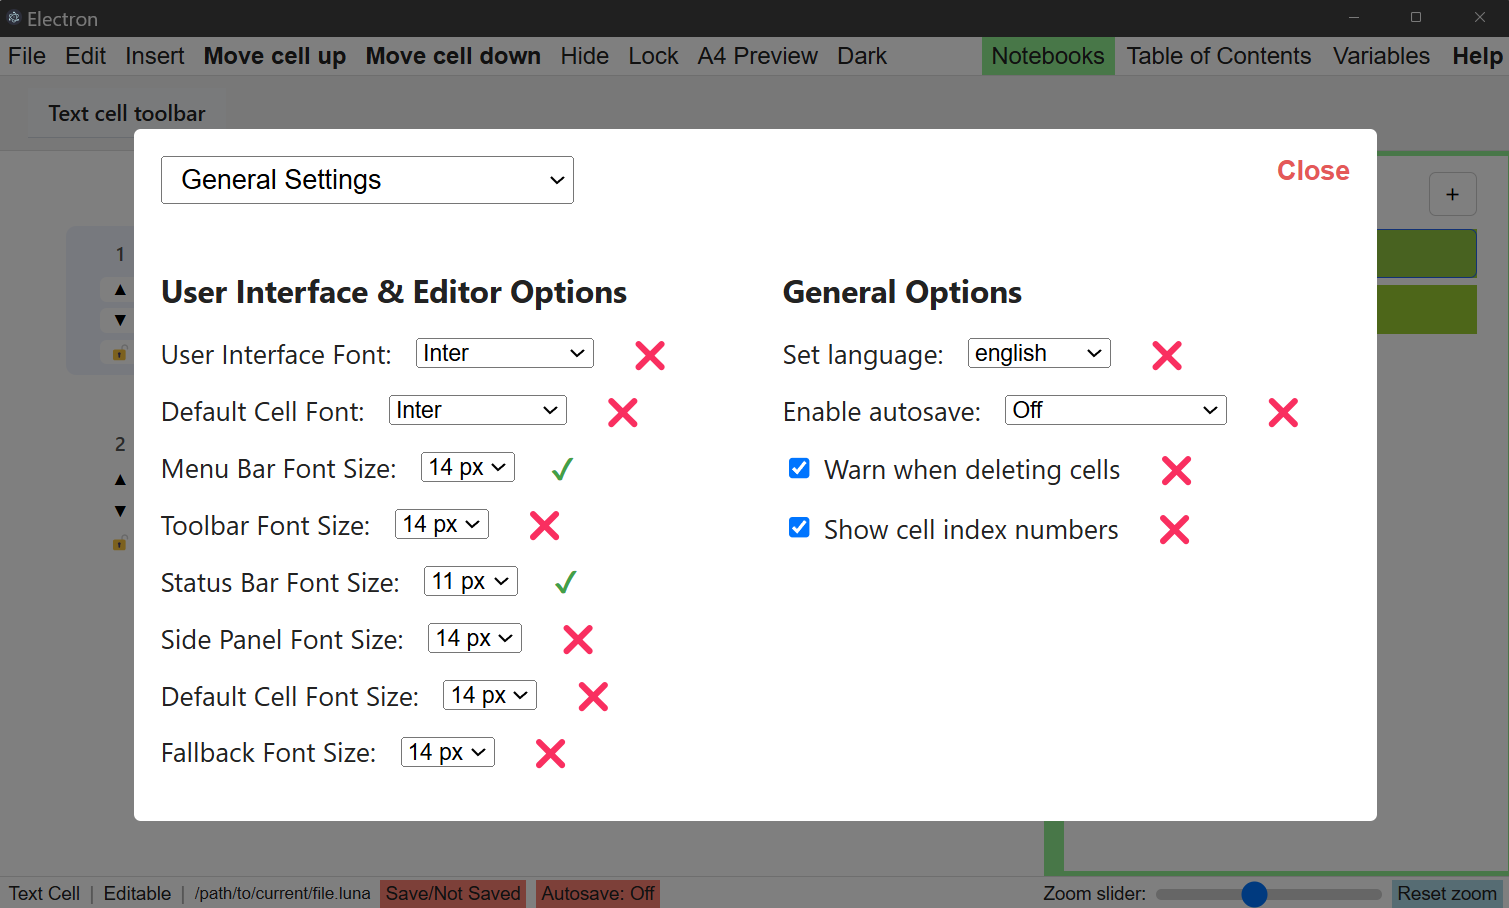 Electron
File Edit Insert Move cell up Move cell down Hide Lock A4 Preview Dark Notebooks Table of Contents Variables Help
Text cell toolbar
General Settings
Close
+
1
2
User Interface & Editor Options
User Interface Font: Inter
Default Cell Font: Inter
Menu Bar Font Size: 14 px
Toolbar Font Size: 14 px
Status Bar Font Size: 11 px
Side Panel Font Size: 14 px
Default Cell Font Size: 14 px
Fallback Font Size: 14 px
General Options
Set language: english
Enable autosave: Off
Warn when deleting cells
Show cell index numbers
Text Cell | Editable | /path/to/current/file.luna Save/Not Saved Autosave: Off Zoom slider: Reset zoom